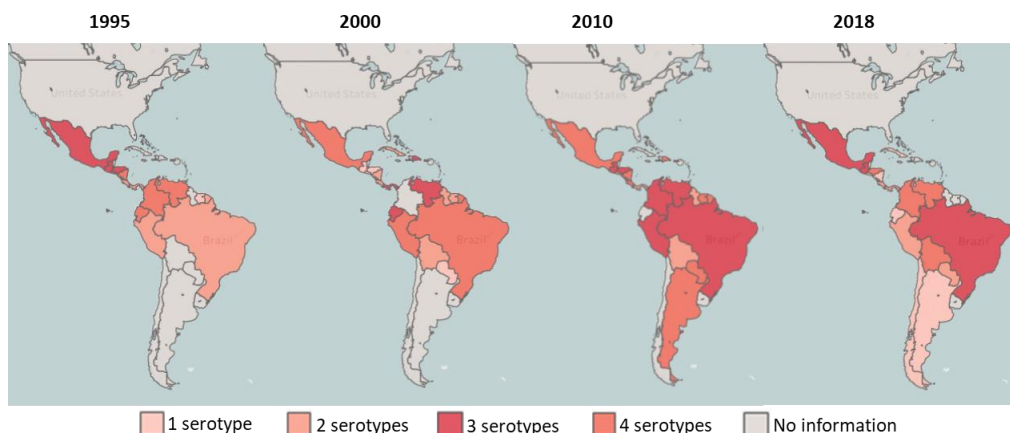 1995 2000 2010 2018
United States United States United States United States
Brazil Brazil Brazil Brazil
1 serotype 2 serotypes 3 serotypes 4 serotypes No information